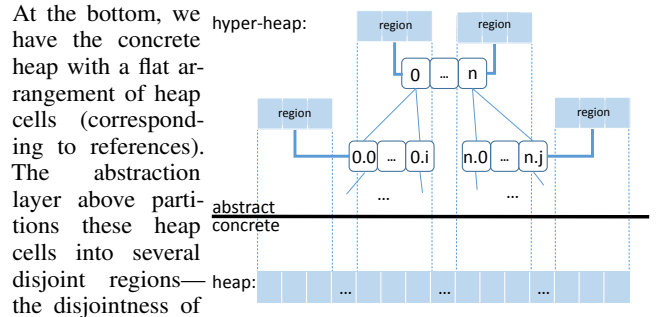 At the bottom, we
have the concrete
heap with a flat ar-
rangement of heap
cells (correspond-
ing to references).
The abstraction
layer above parti-
tions these heap
cells into several
disjoint regions—
the disjointness of
hyper-heap:
region
region
0 ... n
region
region
0.0 ... 0.i
n.0 ... n.j
...
...
abstract
concrete
heap:
... ... ...